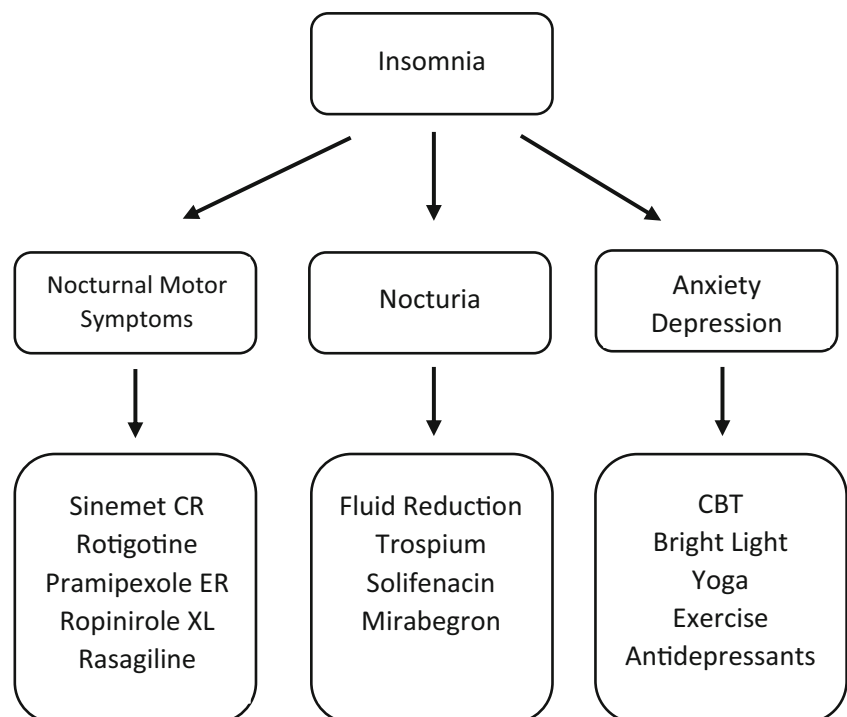 Insomnia
Nocturnal Motor
Symptoms
Nocturia
Anxiety
Depression
Sinemet CR
Rotigotine
Pramipexole ER
Ropinirole XL
Rasagiline
Fluid Reduction
Trospium
Solifenacin
Mirabegron
CBT
Bright Light
Yoga
Exercise
Antidepressants